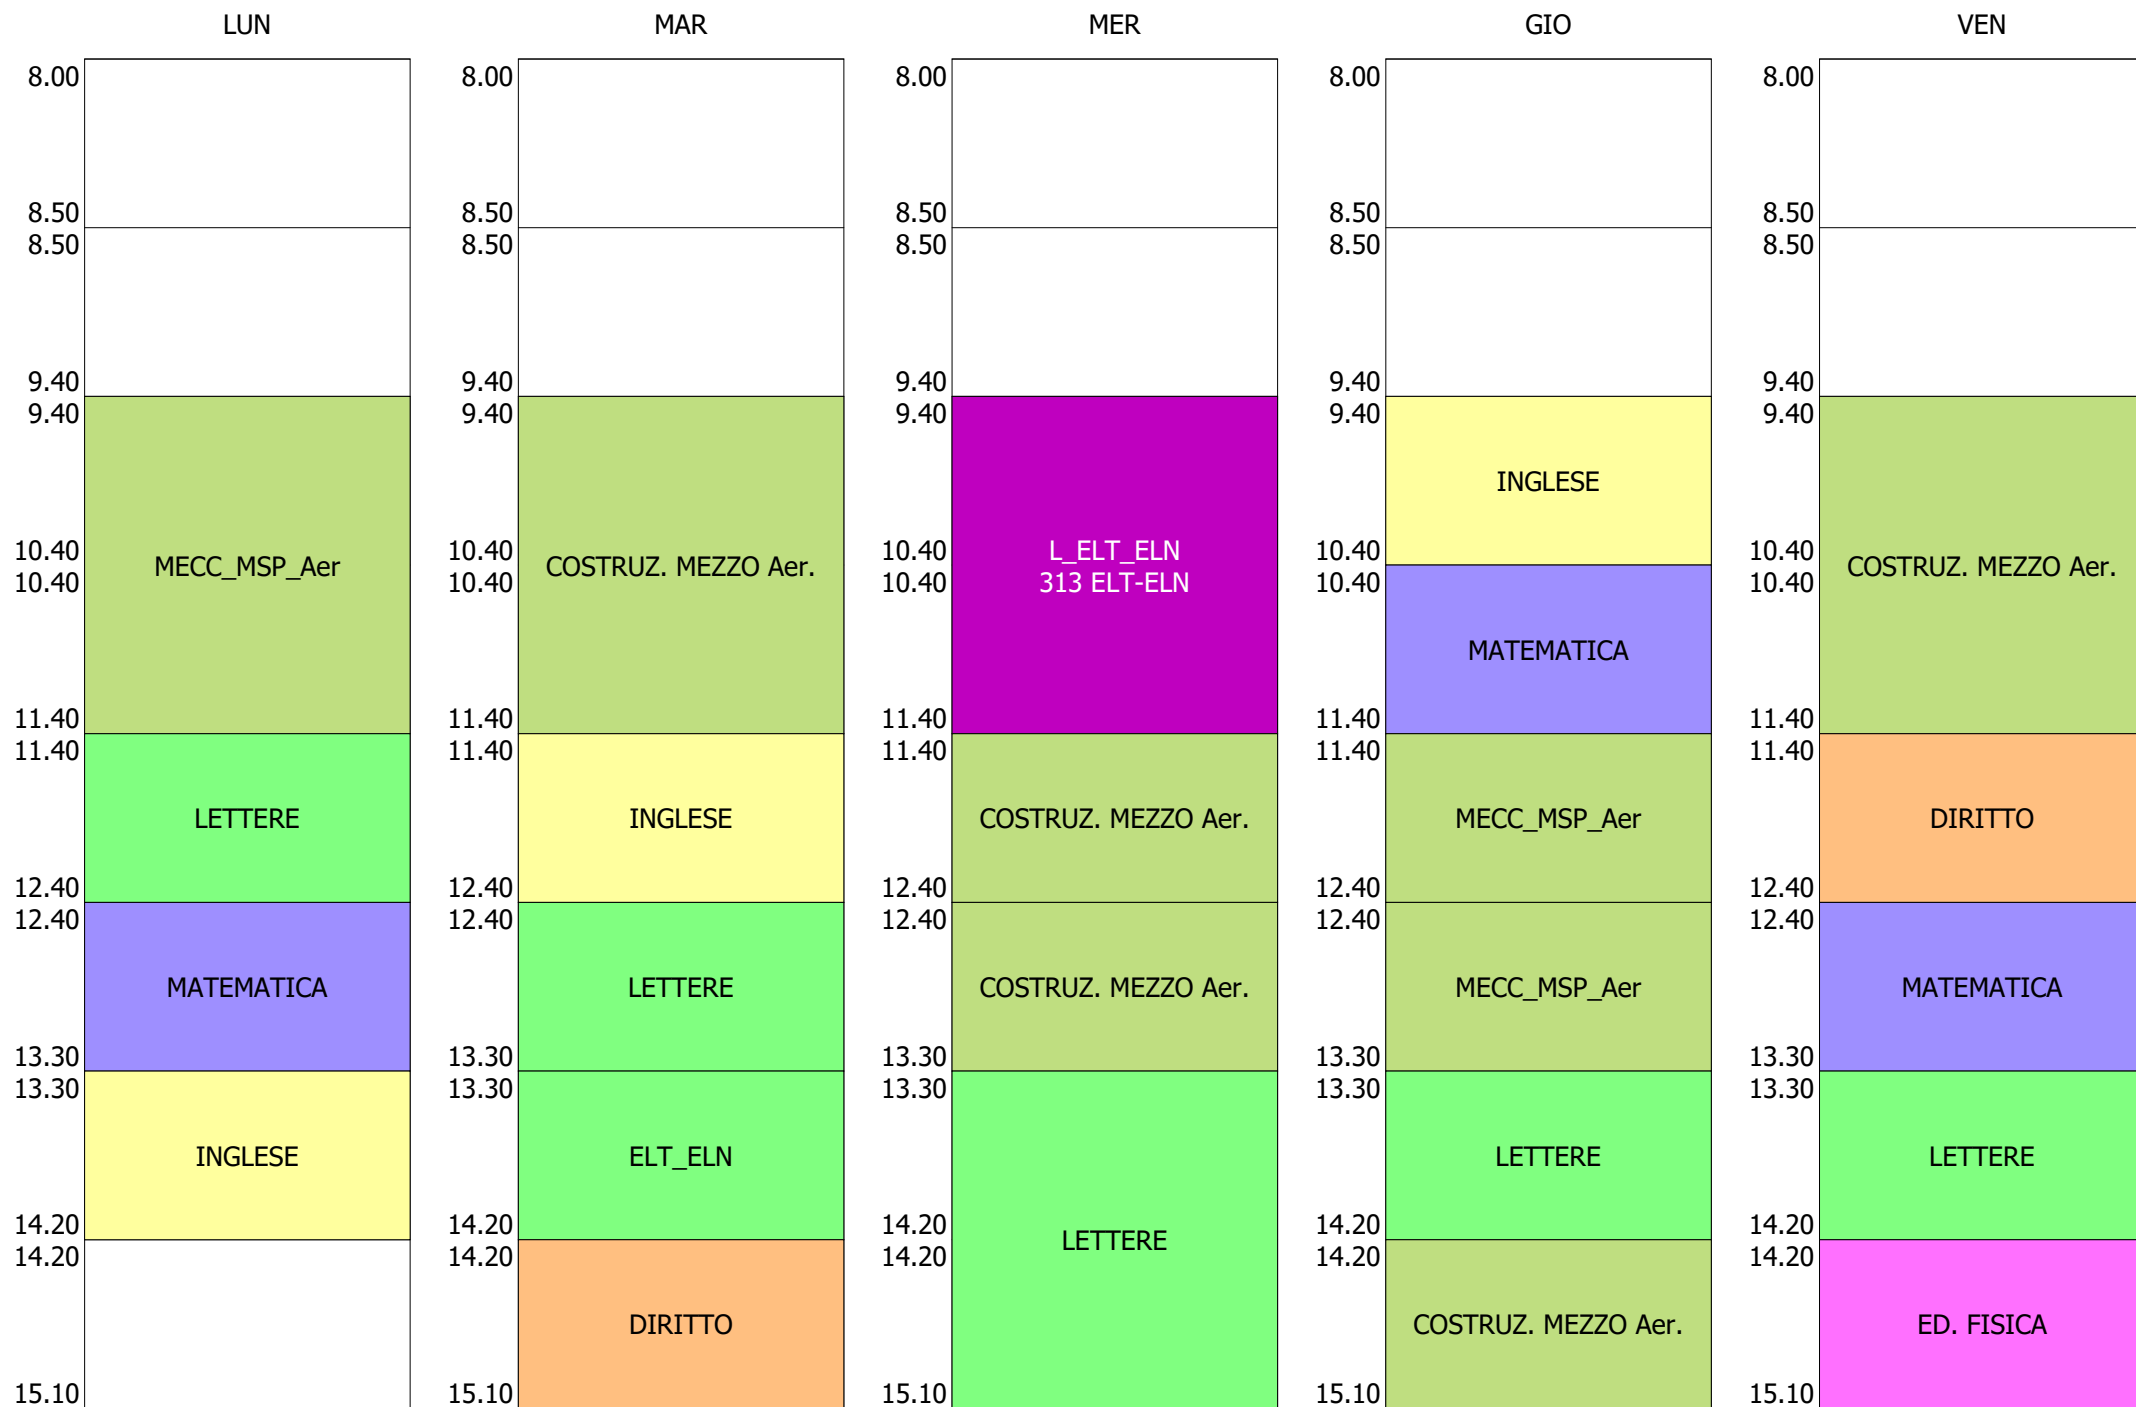 LUN MAR MER GIO VEN
8.00 8.00 8.00 8.00 8.00
8.50 8.50 8.50 8.50 8.50
8.50 8.50 8.50 8.50 8.50
9.40 9.40 9.40 9.40 9.40
9.40 9.40 9.40 9.40 9.40
INGLESE
10.40 10.40 L_ELT_ELN 10.40 10.40
MECC_MSP_Aer COSTRUZ. MEZZO Aer. COSTRUZ. MEZZO Aer.
10.40 10.40 313 ELT-ELN 10.40 10.40
MATEMATICA
11.40 11.40 11.40 11.40 11.40
11.40 11.40 11.40 11.40 11.40
LETTERE INGLESE COSTRUZ. MEZZO Aer. MECC_MSP_Aer DIRITTO
12.40 12.40 12.40 12.40 12.40
12.40 12.40 12.40 12.40 12.40
MATEMATICA LETTERE COSTRUZ. MEZZO Aer. MECC_MSP_Aer MATEMATICA
13.30 13.30 13.30 13.30 13.30
13.30 13.30 13.30 13.30 13.30
INGLESE ELT_ELN LETTERE LETTERE
14.20 14.20 14.20 14.20 14.20
LETTERE
14.20 14.20 14.20 14.20 14.20
DIRITTO COSTRUZ. MEZZO Aer. ED. FISICA
15.10 15.10 15.10 15.10 15.10